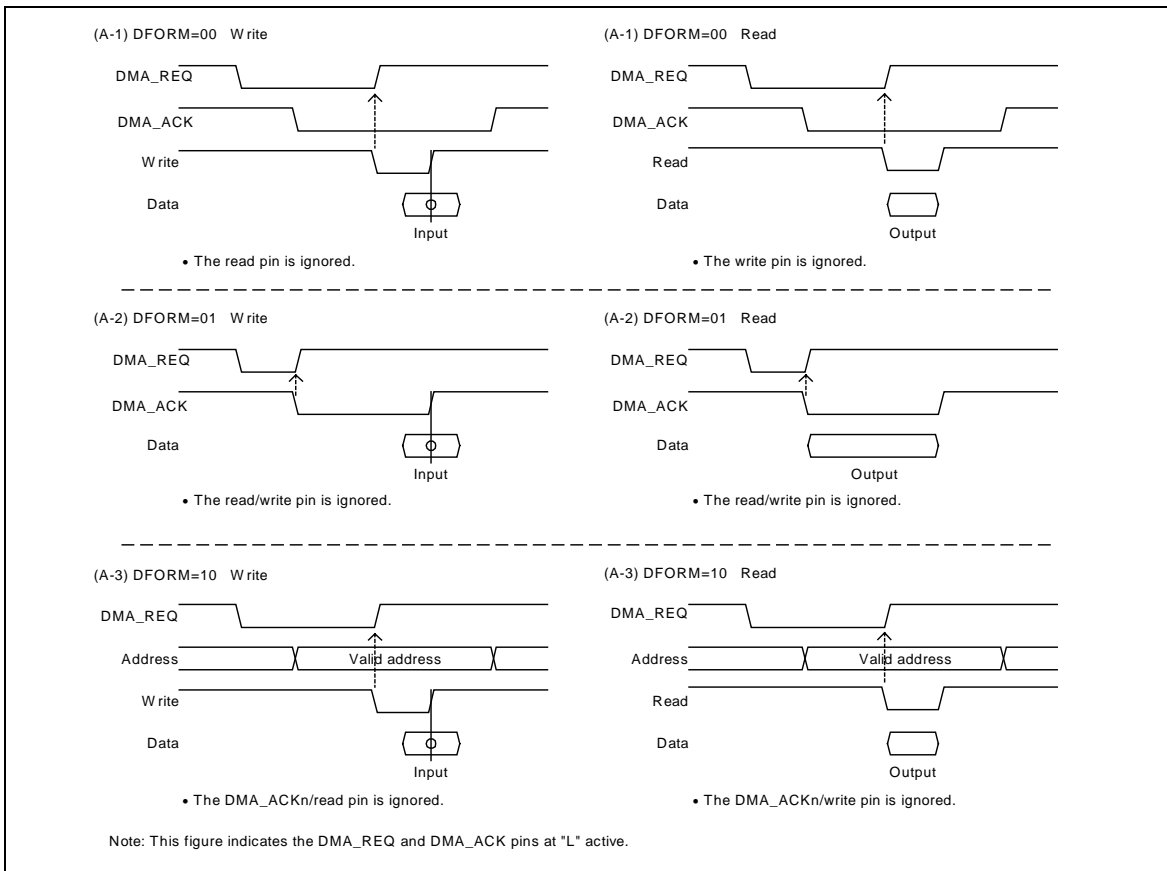 (A-1) DFORM=00 Write
DMA_REQ
DMA_ACK
Write
Data
Input
• The read pin is ignored.
(A-1) DFORM=00 Read
DMA_REQ
DMA_ACK
Read
Data
Output
• The write pin is ignored.
(A-2) DFORM=01 Write
DMA_REQ
DMA_ACK
Data
Input
• The read/write pin is ignored.
(A-2) DFORM=01 Read
DMA_REQ
DMA_ACK
Data
Output
• The read/write pin is ignored.
(A-3) DFORM=10 Write
DMA_REQ
Address
Valid address
Write
Data
Input
• The DMA_ACKn/read pin is ignored.
(A-3) DFORM=10 Read
DMA_REQ
Address
Valid address
Read
Data
Output
• The DMA_ACKn/write pin is ignored.
Note: This figure indicates the DMA_REQ and DMA_ACK pins at "L" active.